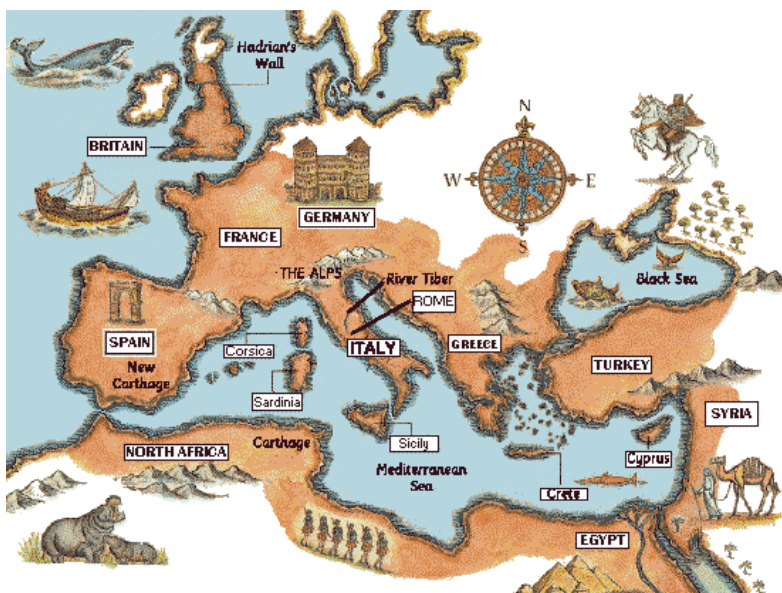 Hadrian's
Wall
BRITAIN
N
W
E
S
GERMANY
FRANCE
THE ALPS
River Tiber
ROME
Black Sea
SPAIN
New
Carthage
Corsica
ITALY
GREECE
TURKEY
Sardinia
SYRIA
NORTH AFRICA
Carthage
Sicily
Mediterranean
Sea
Cyprus
Crete
EGYPT